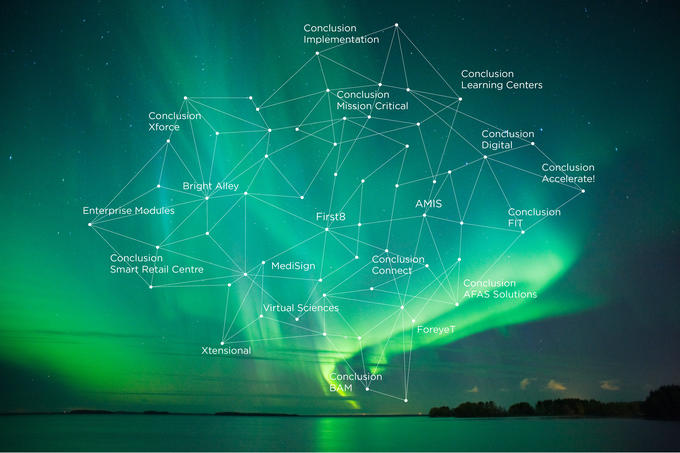 Conclusion
Implementation
Conclusion
Learning Centers
Conclusion
Mission Critical
Conclusion
Xforce
Conclusion
Digital
Conclusion
Accelerate!
Bright Alley
AMIS
Enterprise Modules
First8
Conclusion
FIT
Conclusion
Smart Retail Centre
MediSign
Conclusion
Connect
Conclusion
AFAS Solutions
Virtual Sciences
ForeyeT
Xtensional
Conclusion
BAM